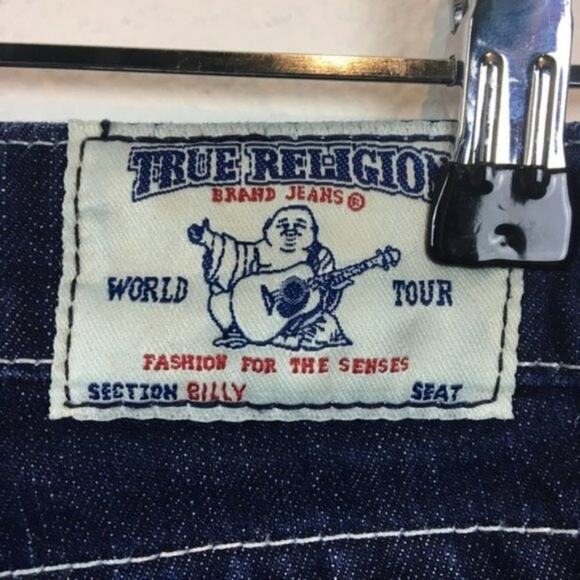 TRUE RELIGION
BRAND JEANS®
WORLD TOUR
FASHION FOR THE SENSES
SECTION BILLY SEAT